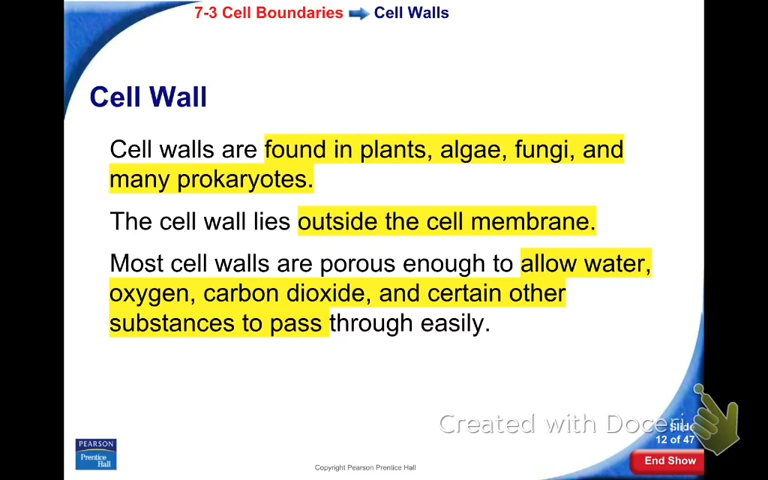 7-3 Cell Boundaries Cell Walls
Cell Wall
Cell walls are found in plants, algae, fungi, and
many prokaryotes.
The cell wall lies outside the cell membrane.
Most cell walls are porous enough to allow water,
oxygen, carbon dioxide, and certain other
substances to pass through easily.
Created with Doceri
Slide
12 of 47
End Show
PEARSON
Prentice
Hall
Copyright Pearson Prentice Hall